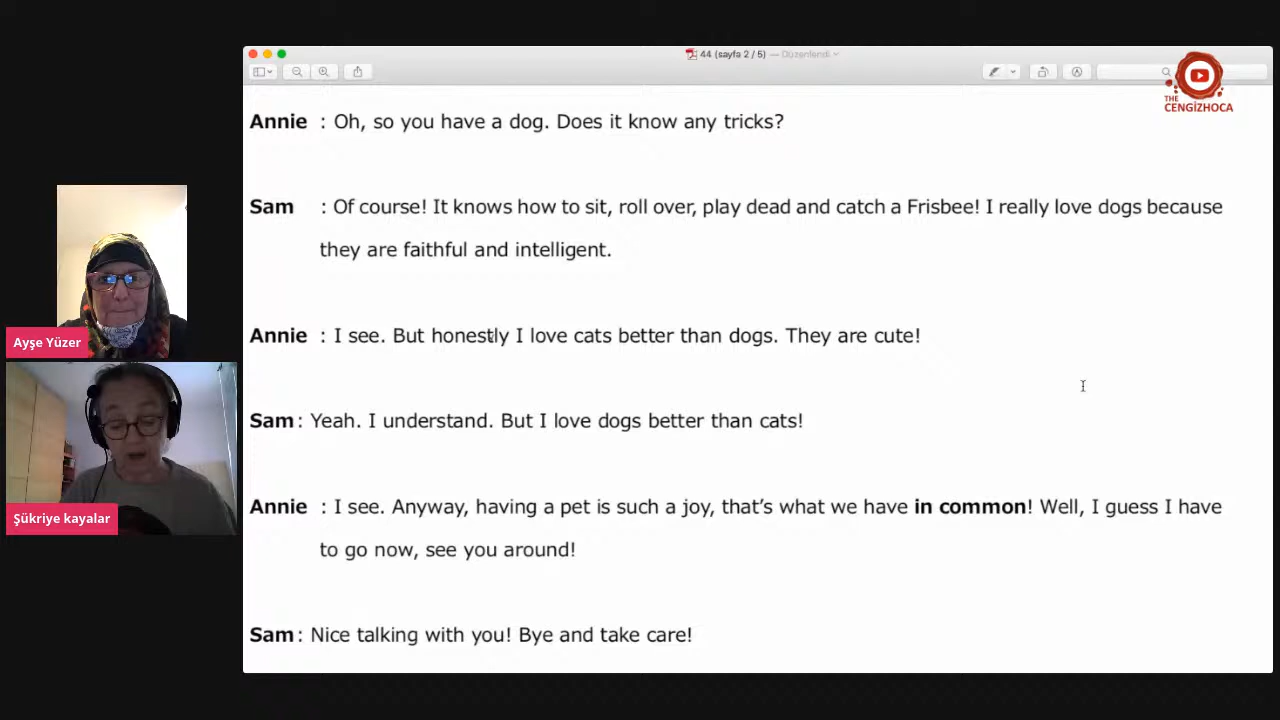 44 (sayfa 2 / 5) — Düzenlendi
THE
CENGİZHOCA
Annie : Oh, so you have a dog. Does it know any tricks?
Sam : Of course! It knows how to sit, roll over, play dead and catch a Frisbee! I really love dogs because
they are faithful and intelligent.
Annie : I see. But honestly I love cats better than dogs. They are cute!
Ayşe Yüzer
Sam : Yeah. I understand. But I love dogs better than cats!
Annie : I see. Anyway, having a pet is such a joy, that's what we have in common! Well, I guess I have
to go now, see you around!
Şükriye kayalar
Sam : Nice talking with you! Bye and take care!